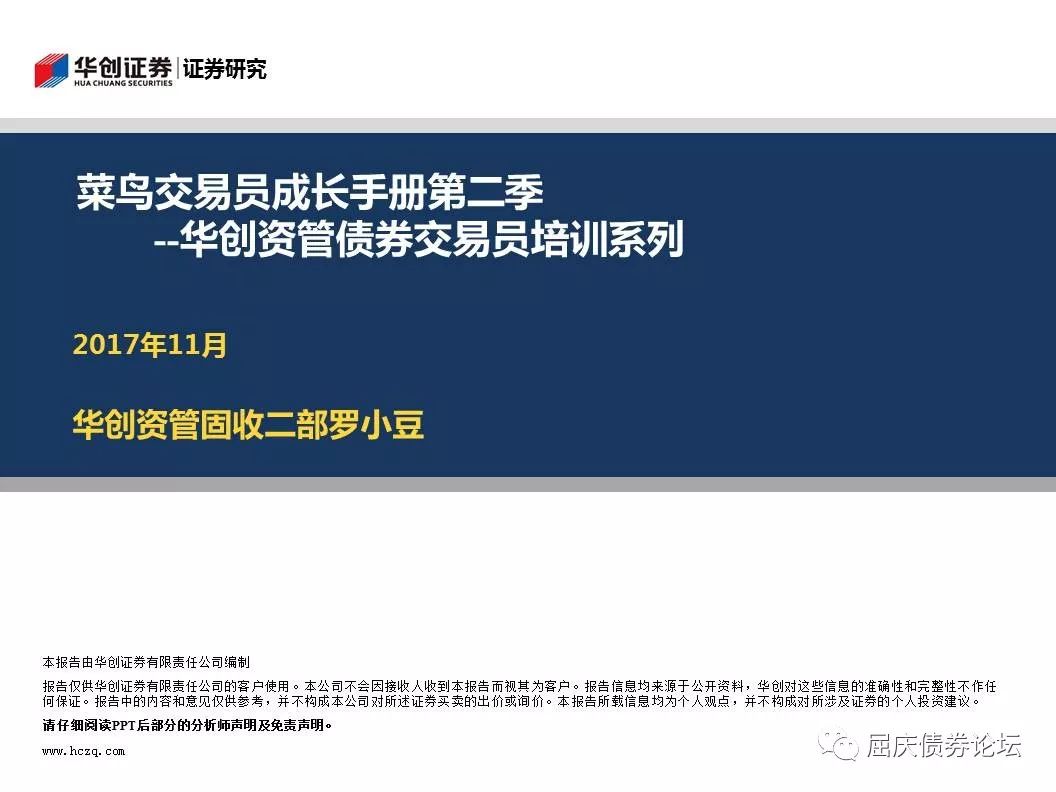 华创证券 证券研究
HUA CHUANG SECURITIES
菜鸟交易员成长手册第二季
--华创资管债券交易员培训系列
2017年11月
华创资管固收二部罗小豆
本报告由华创证券有限责任公司编制
报告仅供华创证券有限责任公司的客户使用。本公司不会因接收人收到本报告而视其为客户。报告信息均来源于公开资料，华创对这些信息的准确性和完整性不作任
何保证。报告中的内容和意见仅供参考，并不构成本公司对所述证券买卖的出价或询价。本报告所载信息均为个人观点，并不构成对所涉及证券的个人投资建议。
请仔细阅读PPT后部分的分析师声明及免责声明。
www.hczq.com
屈庆债券论坛